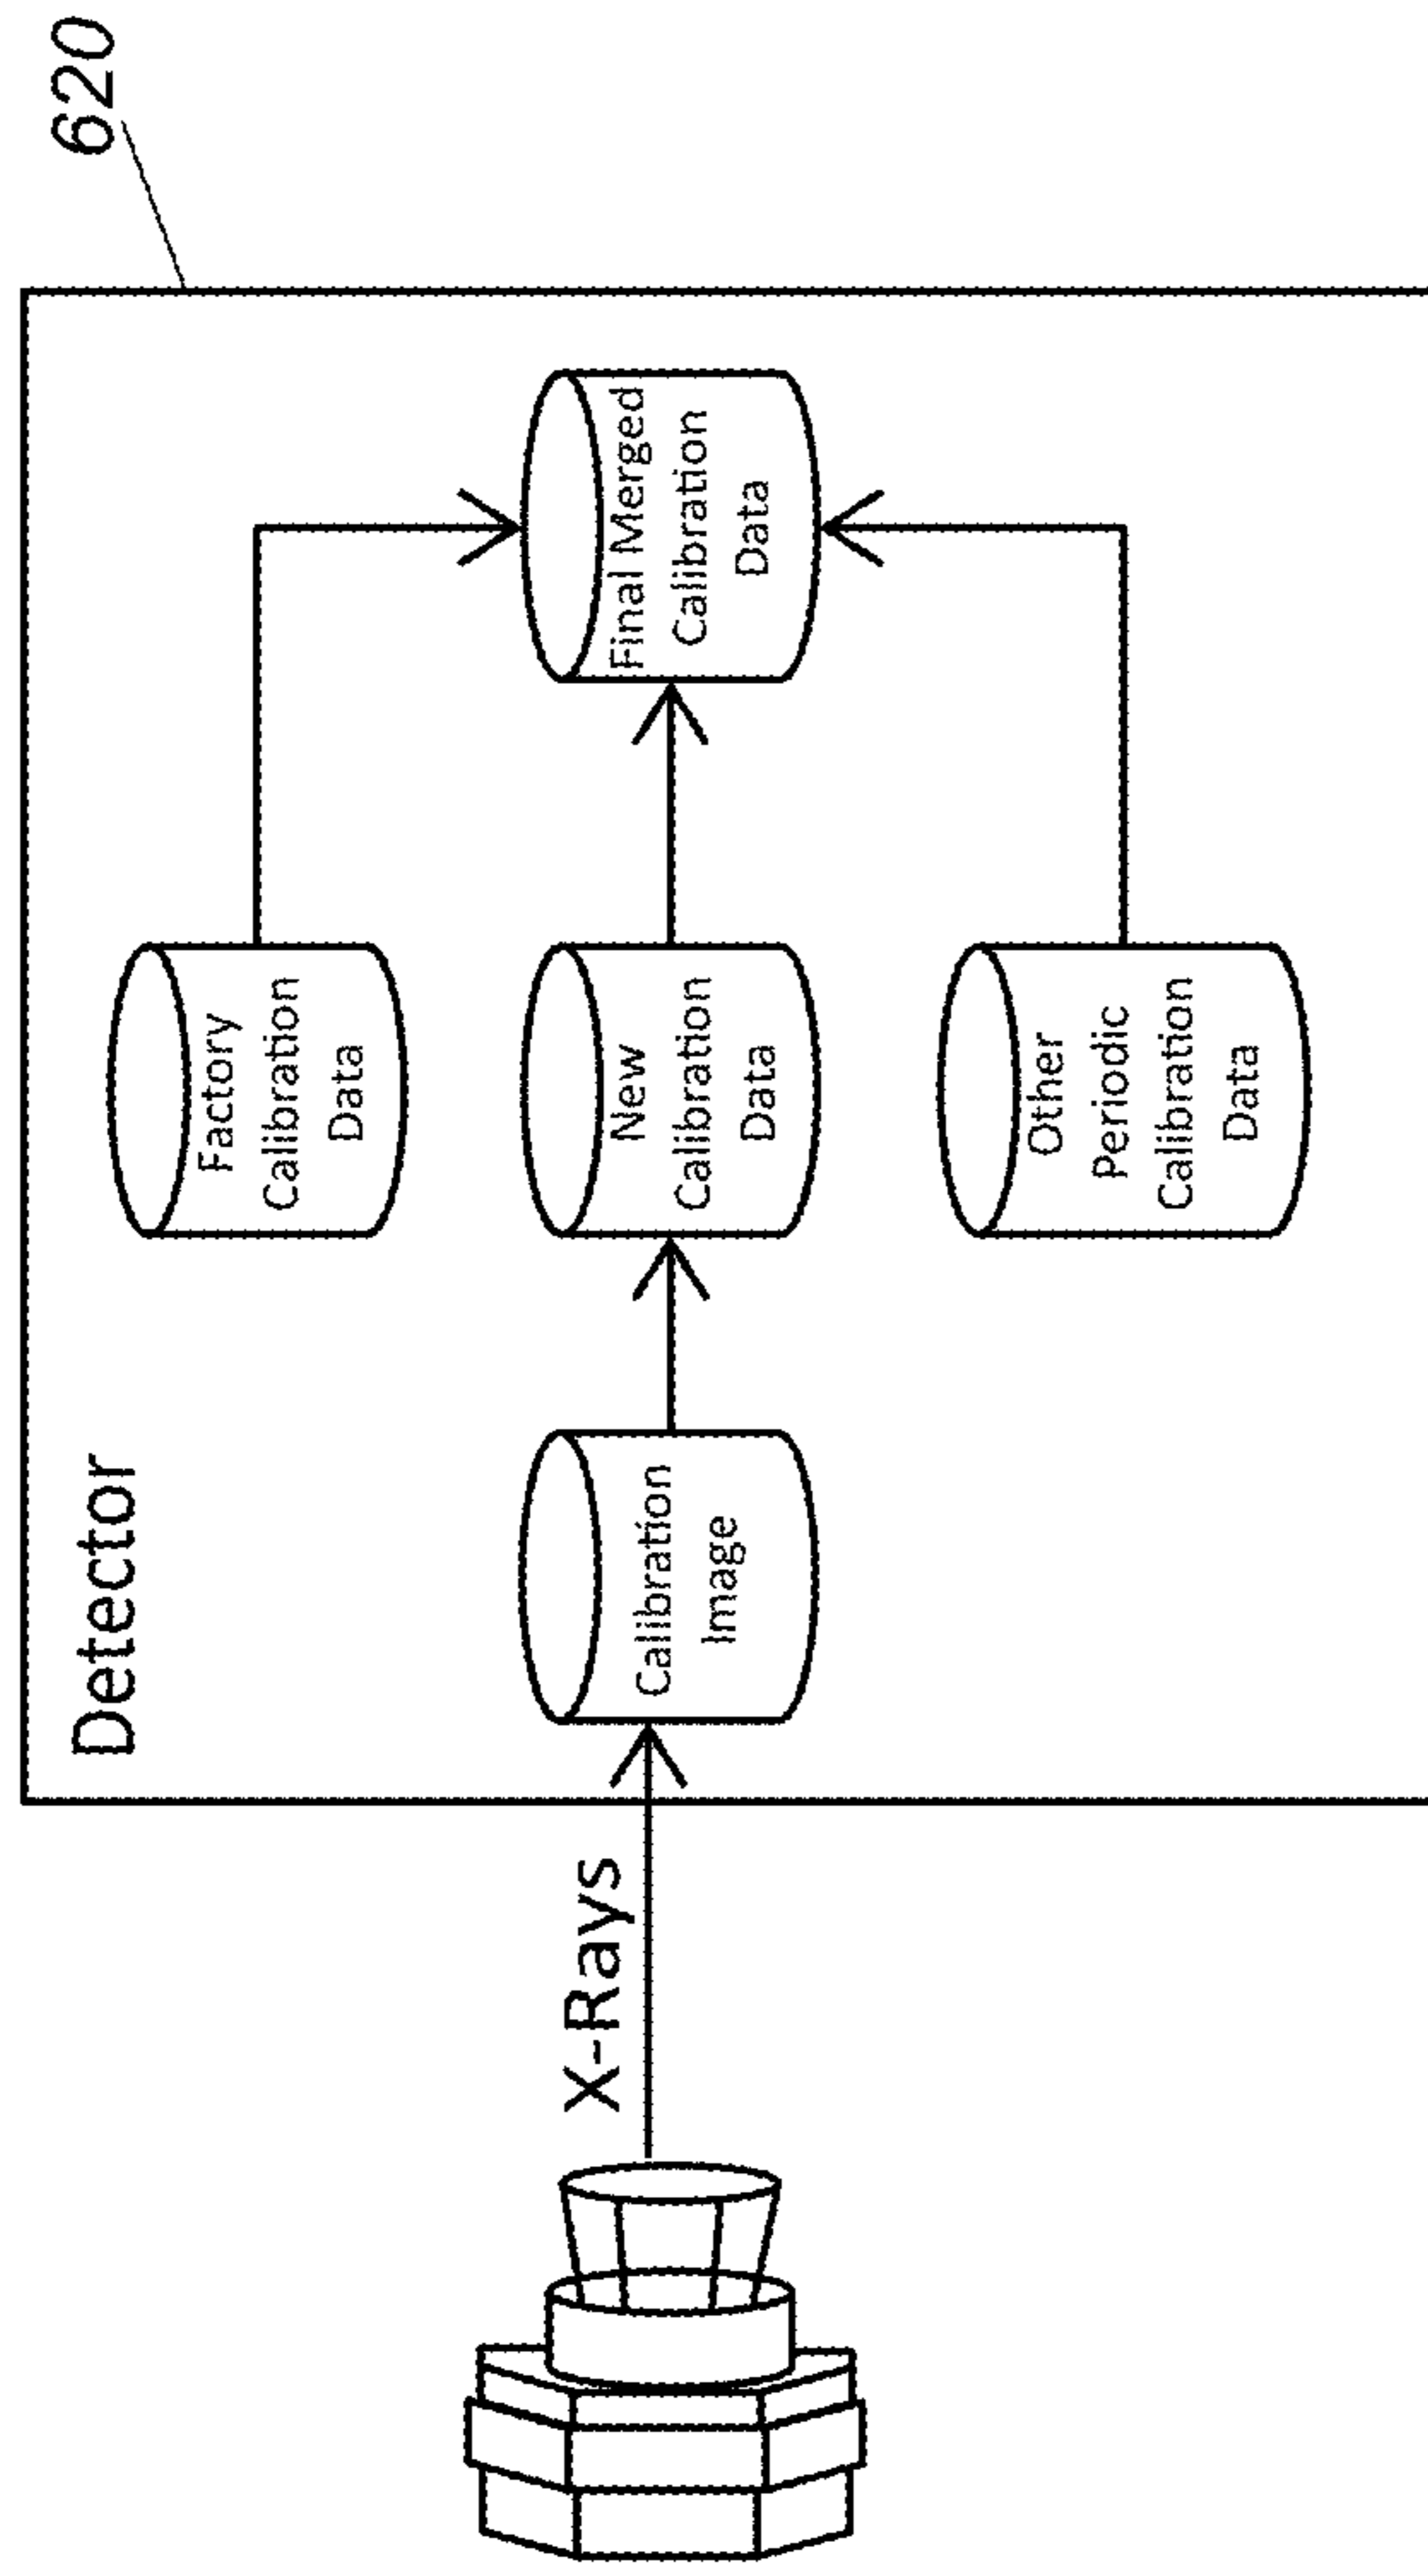 620
Detector
X-Rays
Calibration
Image
Factory
Calibration
Data
New
Calibration
Data
Other
Periodic
Calibration
Data
Final Merged
Calibration
Data